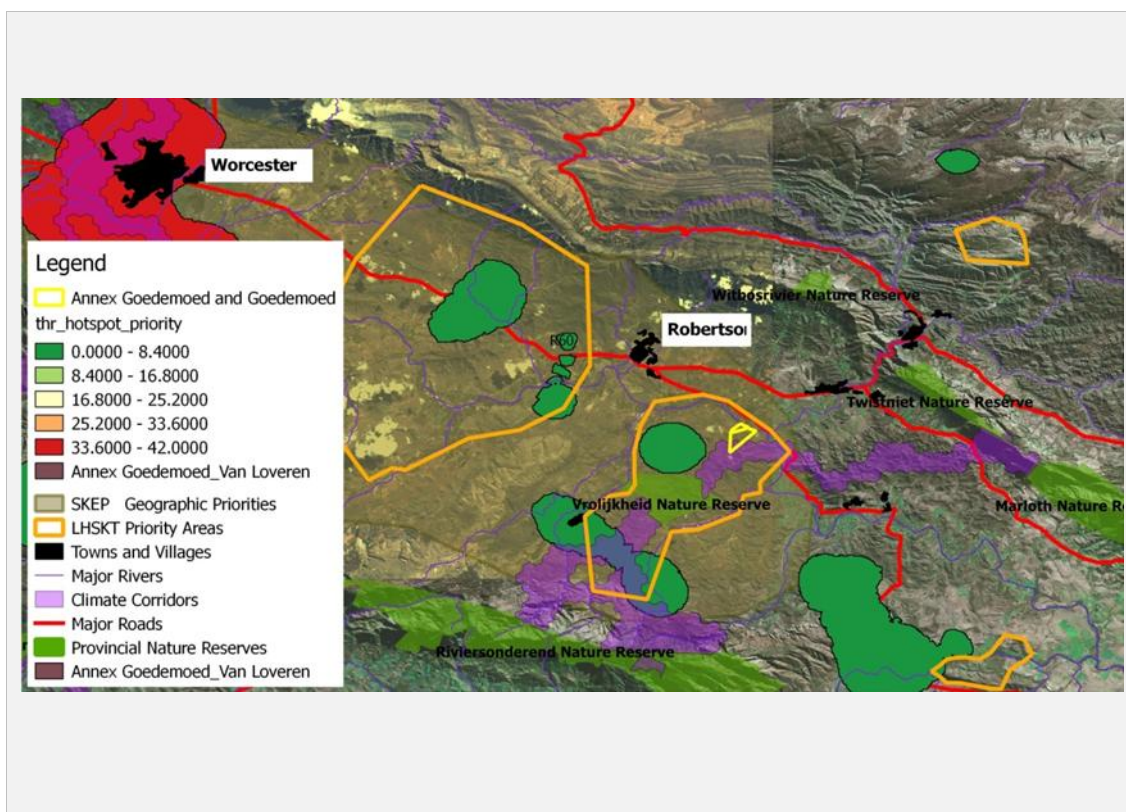 Worcester
Robertso
R60
Witbosrivier Nature Reserve
Twistniet Nature Reserve
Vrolijkheid Nature Reserve
Marloth Nature R
Riviersonderend Nature Reserve
Legend
Annex Goedemoed and Goedemoed
thr_hotspot_priority
0.0000 - 8.4000
8.4000 - 16.8000
16.8000 - 25.2000
25.2000 - 33.6000
33.6000 - 42.0000
Annex Goedemoed_Van Loveren
SKEP Geographic Priorities
LHSKT Priority Areas
Towns and Villages
Major Rivers
Climate Corridors
Major Roads
Provincial Nature Reserves
Annex Goedemoed_Van Loveren